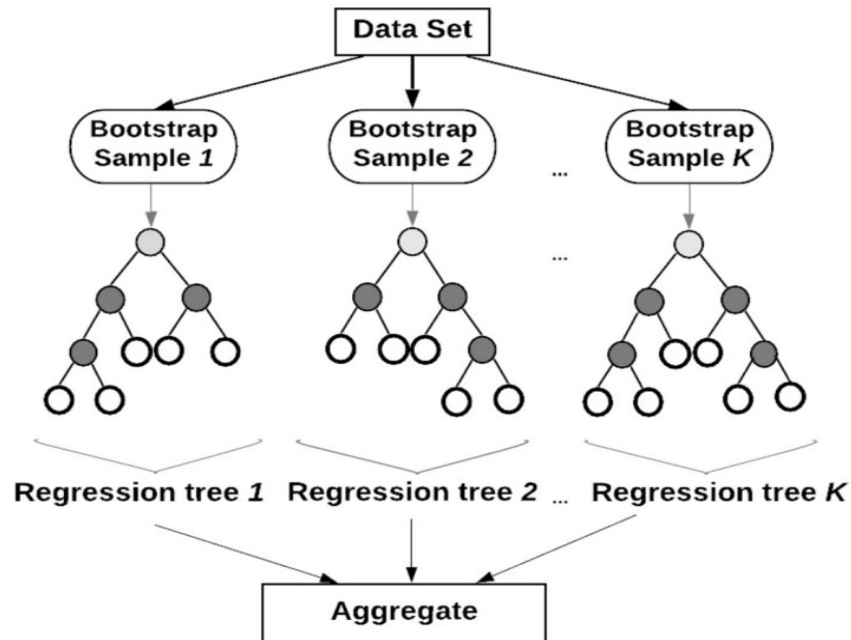 Data Set
Bootstrap
Sample 1
Bootstrap
Sample 2
...
Bootstrap
Sample K
...
Regression tree 1
Regression tree 2
...
Regression tree K
Aggregate